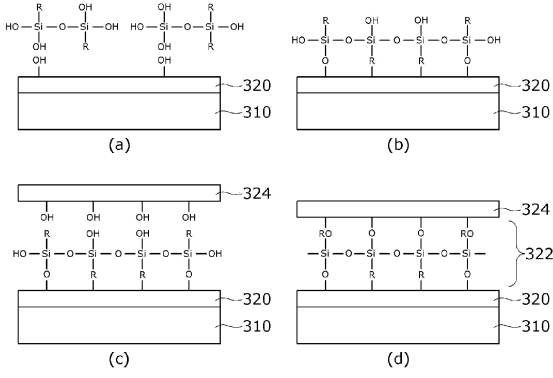 R OH OH R
HO—Si—O—Si—OH HO—Si—O—Si—OH
OH R OH R
OH OH
320
310
(a)
R OH OH R
HO—Si—O—Si—O—Si—O—Si—OH
O R R O
320
310
(b)
324
OH OH OH OH
R OH OH R
HO—Si—O—Si—O—Si—O—Si—OH
O R R O
320
310
(c)
324
RO O O RO
—Si—O—Si—O—Si—O—Si—
O R R O
322
320
310
(d)